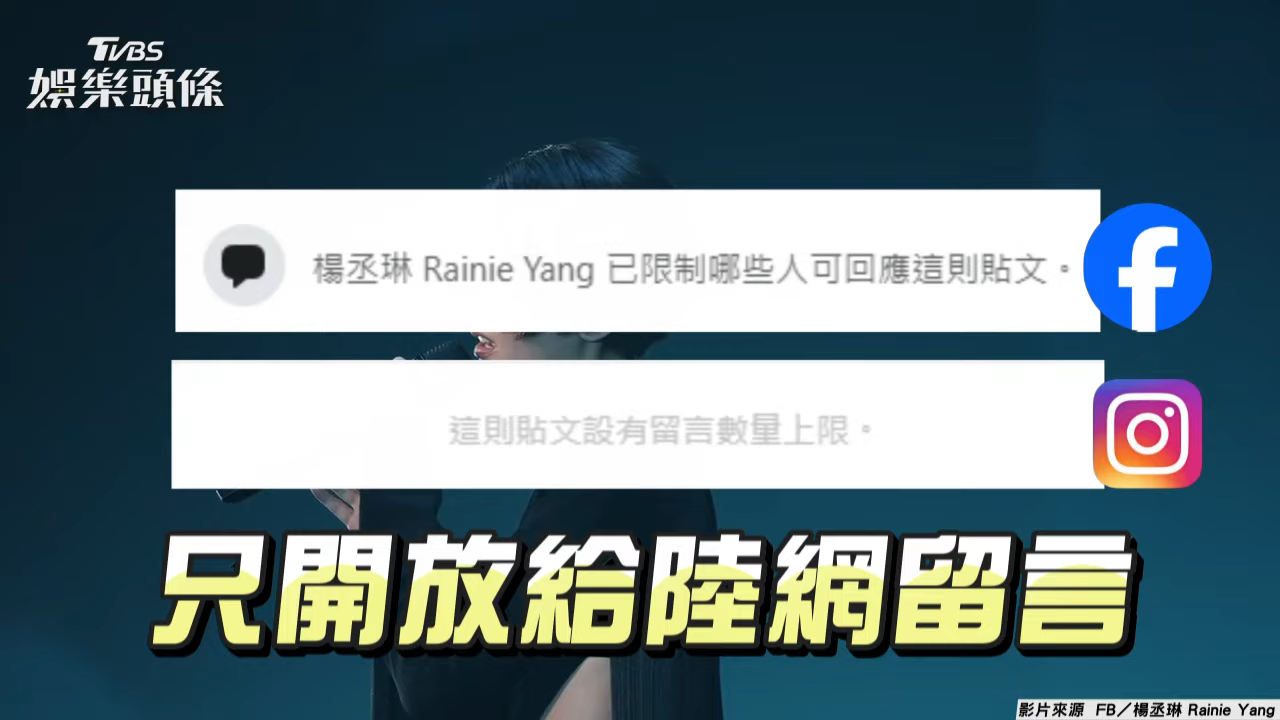 TVBS
娛樂頭條
楊丞琳 Rainie Yang 已限制哪些人可回應這則貼文。
這則貼文設有留言數量上限。
只開放給陸網留言
影片來源 FB／楊丞琳 Rainie Yang